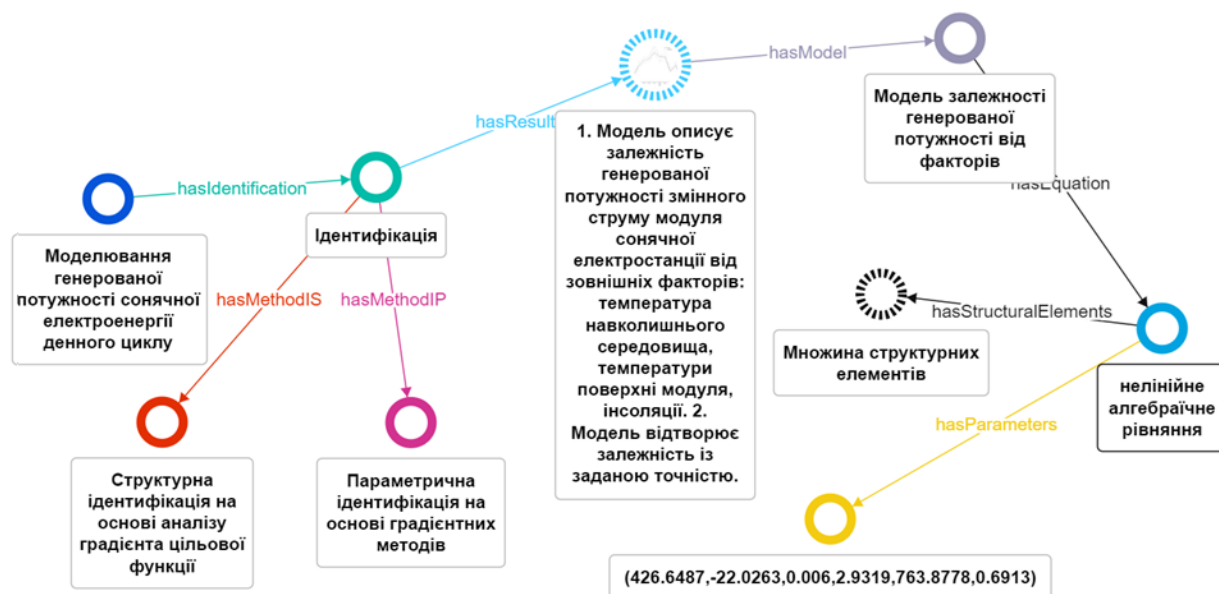 hasModel
hasResult
hasIdentification
hasMethodIS
hasMethodIP
hasEquation
hasStructuralElements
hasParameters
Моделювання
генерованої
потужності сонячної
електроенергії
денного циклу
Ідентифікація
Структурна
ідентифікація на
основі аналізу
градієнта цільової
функції
Параметрична
ідентифікація на
основі градієнтних
методів
1. Модель описує
залежність
генерованої
потужності змінного
струму модуля
сонячної
електростанції від
зовнішніх факторів:
температура
навколишнього
середовища,
температури
поверхні модуля,
інсоляції. 2.
Модель відтворює
залежність із
заданою точністю.
Модель залежності
генерованої
потужності від
факторів
Множина структурних
елементів
нелінійне
алгебраїчне
рівняння
(426.6487,-22.0263,0.006,2.9319,763.8778,0.6913)